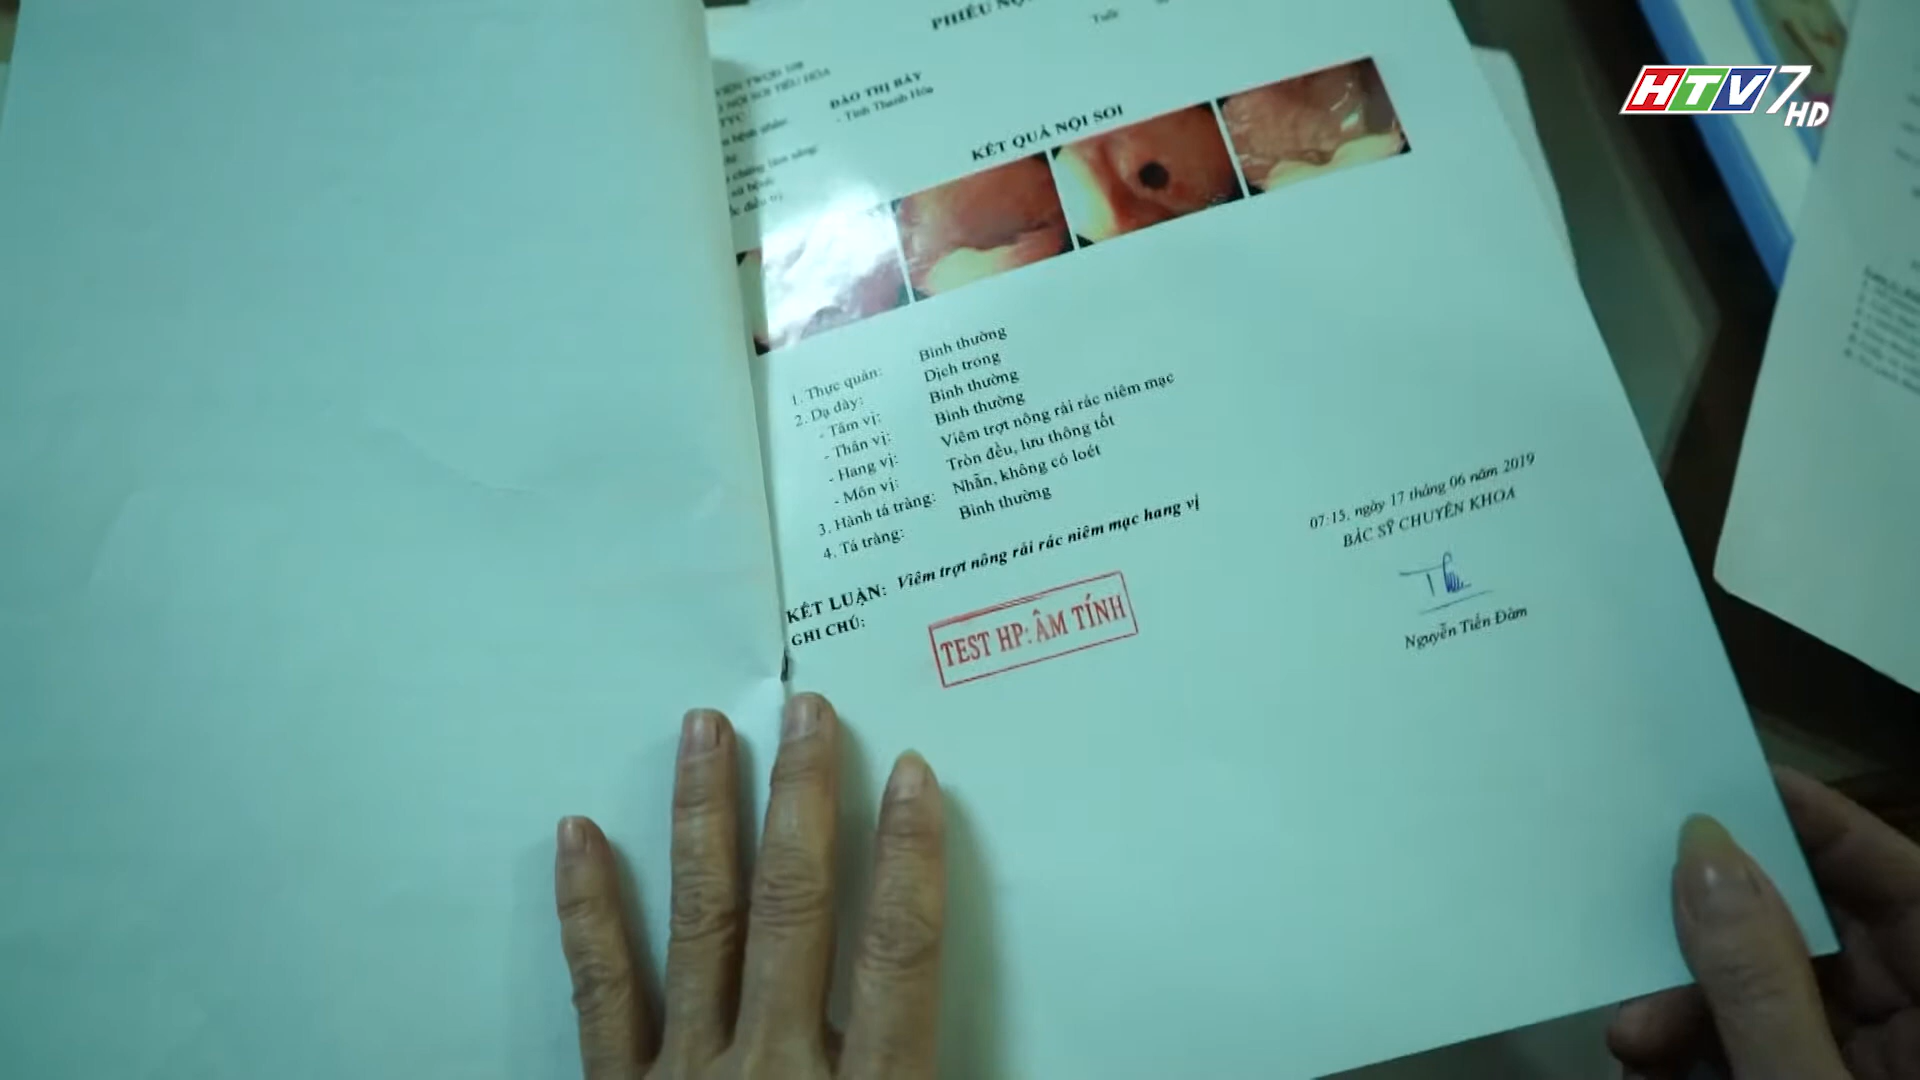 HTV7 HD
PHIẾU NỘI
Tuổi:
ĐÀO THỊ BẢY
- Tỉnh Thanh Hóa
KẾT QUẢ NỘI SOI
1. Thực quản: Bình thường
2. Dạ dày: Dịch trong
- Tâm vị: Bình thường
- Thân vị: Bình thường
- Hang vị: Viêm trợt nông rải rác niêm mạc
- Môn vị: Tròn đều, lưu thông tốt
3. Hành tá tràng: Nhẵn, không có loét
4. Tá tràng: Bình thường
KẾT LUẬN: Viêm trợt nông rải rác niêm mạc hang vị
GHI CHÚ:
TEST HP: ÂM TÍNH
07:15, ngày 17 tháng 06 năm 2019
BÁC SỸ CHUYÊN KHOA
Nguyễn Tiến Đàm